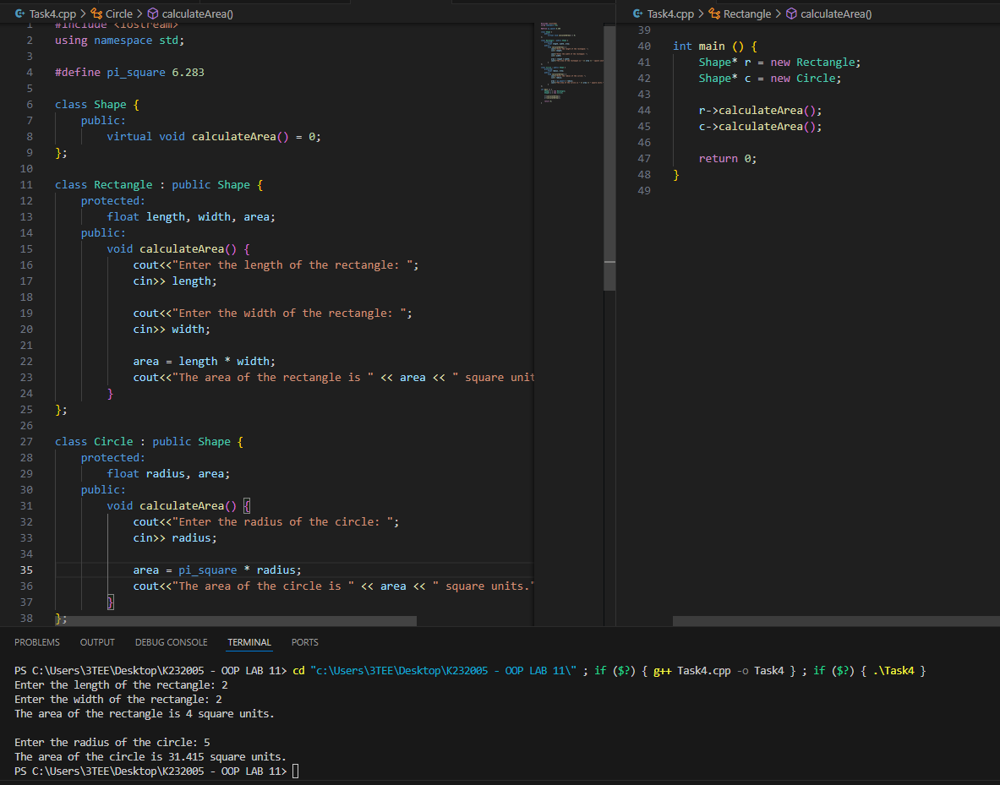 Task4.cpp > Circle > calculateArea()
1 #include <iostream>
2 using namespace std;
3
4 #define pi_square 6.283
5
6 class Shape {
7 public:
8 virtual void calculateArea() = 0;
9 };
10
11 class Rectangle : public Shape {
12 protected:
13 float length, width, area;
14 public:
15 void calculateArea() {
16 cout<<"Enter the length of the rectangle: ";
17 cin>> length;
18
19 cout<<"Enter the width of the rectangle: ";
20 cin>> width;
21
22 area = length * width;
23 cout<<"The area of the rectangle is " << area << " square unit
24 }
25 };
26
27 class Circle : public Shape {
28 protected:
29 float radius, area;
30 public:
31 void calculateArea() {
32 cout<<"Enter the radius of the circle: ";
33 cin>> radius;
34
35 area = pi_square * radius;
36 cout<<"The area of the circle is " << area << " square units."
37 }
38 };
Task4.cpp > Rectangle > calculateArea()
39
40 int main () {
41 Shape* r = new Rectangle;
42 Shape* c = new Circle;
43
44 r->calculateArea();
45 c->calculateArea();
46
47 return 0;
48 }
49
PROBLEMS OUTPUT DEBUG CONSOLE TERMINAL PORTS
PS C:\Users\3TEE\Desktop\K232005 - OOP LAB 11> cd "c:\Users\3TEE\Desktop\K232005 - OOP LAB 11\" ; if ($?) { g++ Task4.cpp -o Task4 } ; if ($?) { .\Task4 }
Enter the length of the rectangle: 2
Enter the width of the rectangle: 2
The area of the rectangle is 4 square units.

Enter the radius of the circle: 5
The area of the circle is 31.415 square units.
PS C:\Users\3TEE\Desktop\K232005 - OOP LAB 11>